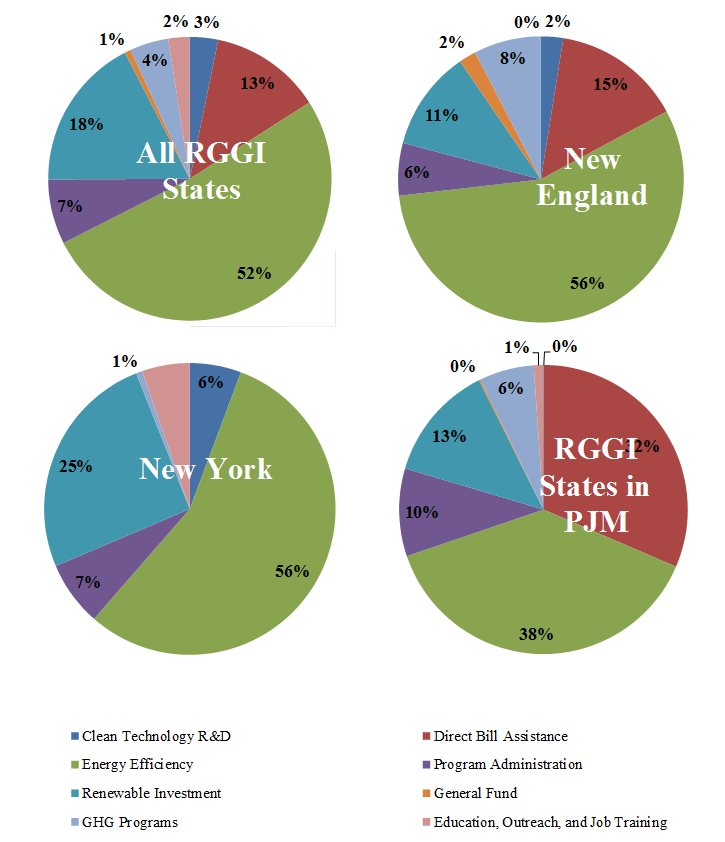 2% 3%
1%
4%
13%
18%
All RGGI
States
7%
52%
0% 2%
2%
8%
15%
11%
New
England
6%
56%
1%
6%
25%
New York
7%
56%
1% 0%
0%
6%
32%
13%
RGGI
States in
PJM
10%
38%
Clean Technology R&D
Direct Bill Assistance
Energy Efficiency
Program Administration
Renewable Investment
General Fund
GHG Programs
Education, Outreach, and Job Training